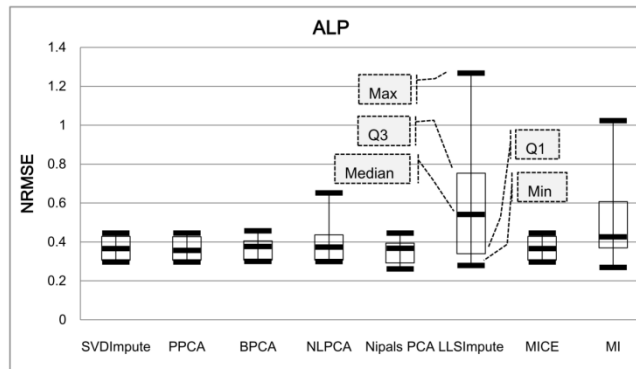 ALP
1.4
1.2
1
0.8
0.6
0.4
0.2
0
NRMSE
Max
Q3
Median
Q1
Min
SVDImpute PPCA BPCA NLPCA Nipals PCA LLSImpute MICE MI